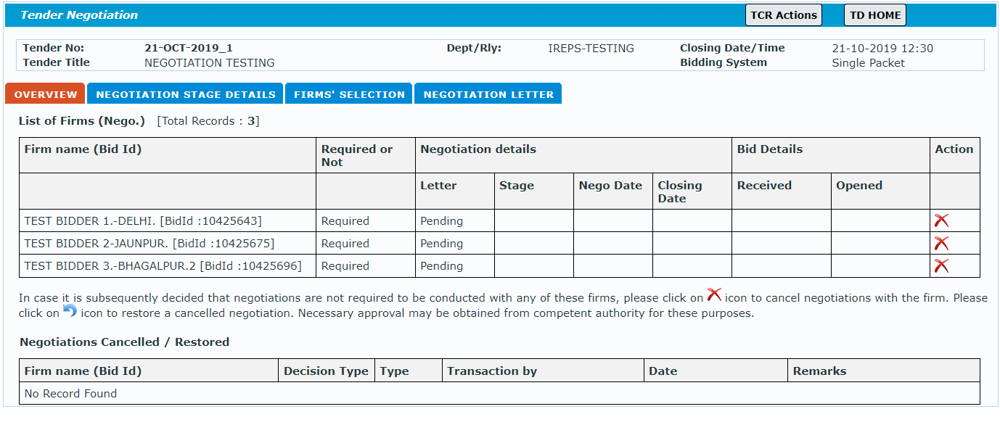 Tender Negotiation TCR Actions TD HOME
Tender No: 21-OCT-2019_1 Dept/Rly: IREPS-TESTING Closing Date/Time 21-10-2019 12:30
Tender Title NEGOTIATION TESTING Bidding System Single Packet
OVERVIEW NEGOTIATION STAGE DETAILS FIRMS' SELECTION NEGOTIATION LETTER
List of Firms (Nego.) [Total Records : 3]
Firm name (Bid Id) Required or Not Negotiation details Bid Details Action
Letter Stage Nego Date Closing Date Received Opened
TEST BIDDER 1.-DELHI. [BidId :10425643] Required Pending
TEST BIDDER 2-JAUNPUR. [BidId :10425675] Required Pending
TEST BIDDER 3.-BHAGALPUR.2 [BidId :10425696] Required Pending
In case it is subsequently decided that negotiations are not required to be conducted with any of these firms, please click on icon to cancel negotiations with the firm. Please
click on icon to restore a cancelled negotiation. Necessary approval may be obtained from competent authority for these purposes.
Negotiations Cancelled / Restored
Firm name (Bid Id) Decision Type Type Transaction by Date Remarks
No Record Found